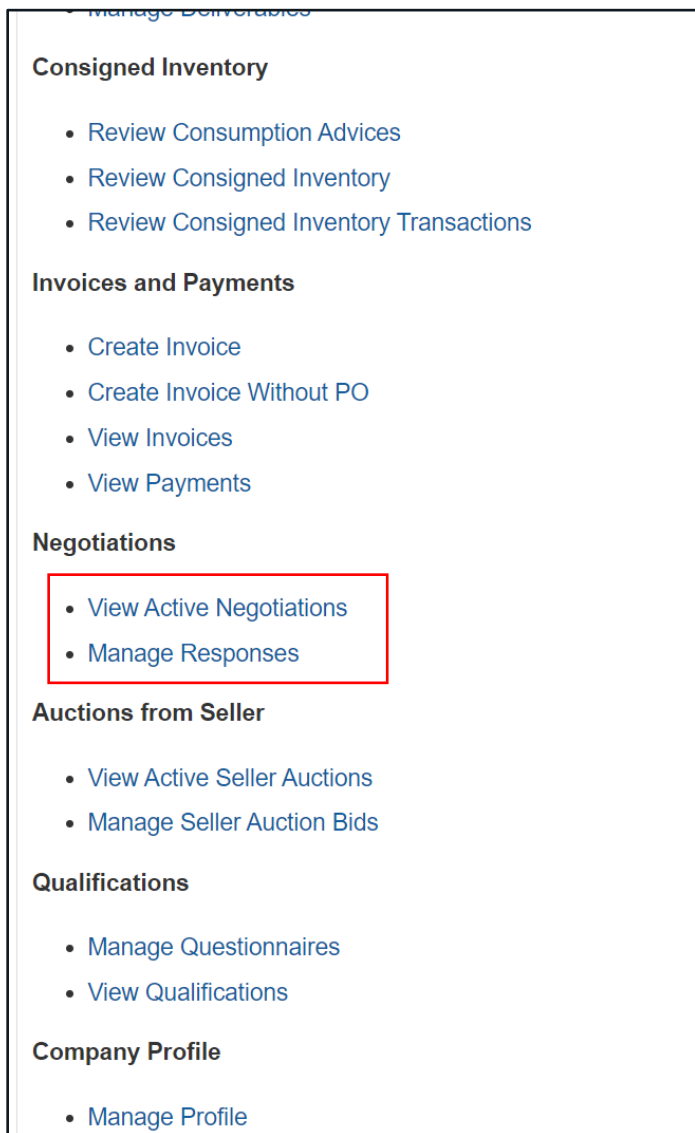 Manage Deliverables
Consigned Inventory
• Review Consumption Advices
• Review Consigned Inventory
• Review Consigned Inventory Transactions
Invoices and Payments
• Create Invoice
• Create Invoice Without PO
• View Invoices
• View Payments
Negotiations
• View Active Negotiations
• Manage Responses
Auctions from Seller
• View Active Seller Auctions
• Manage Seller Auction Bids
Qualifications
• Manage Questionnaires
• View Qualifications
Company Profile
• Manage Profile